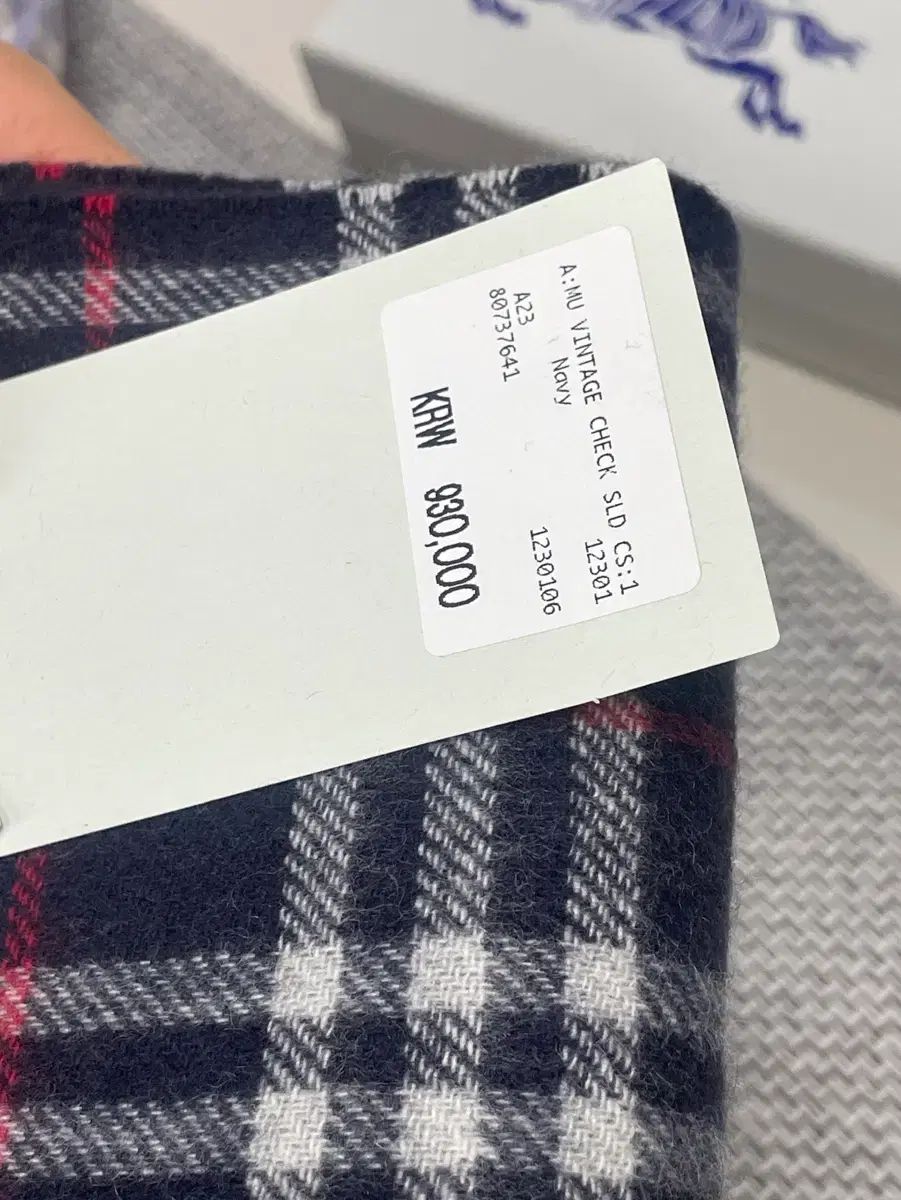 A:MU VINTAGE CHECK SLD CS:1
Navy 12301
A23
80737641 1230106
KRW 930,000